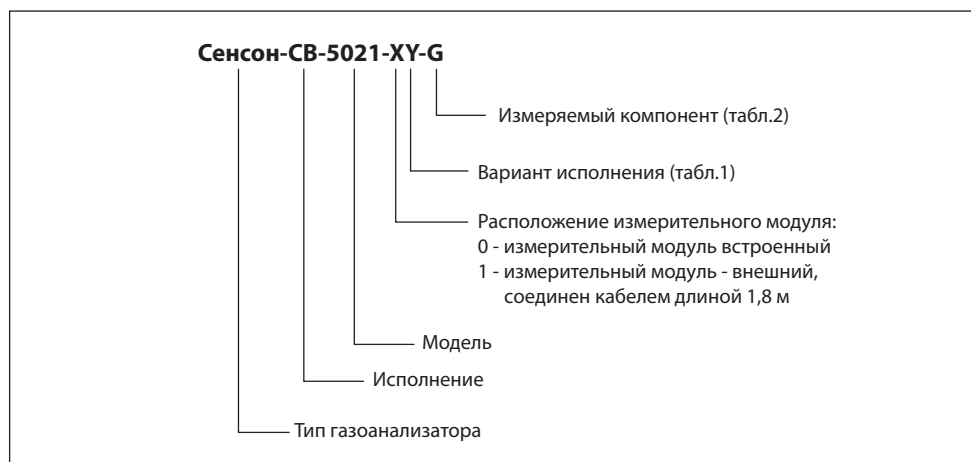 Сенсон-СВ-5021-XY-G
Измеряемый компонент (табл.2)
Вариант исполнения (табл.1)
Расположение измерительного модуля:
0 - измерительный модуль встроенный
1 - измерительный модуль - внешний,
соединен кабелем длиной 1,8 м
Модель
Исполнение
Тип газоанализатора